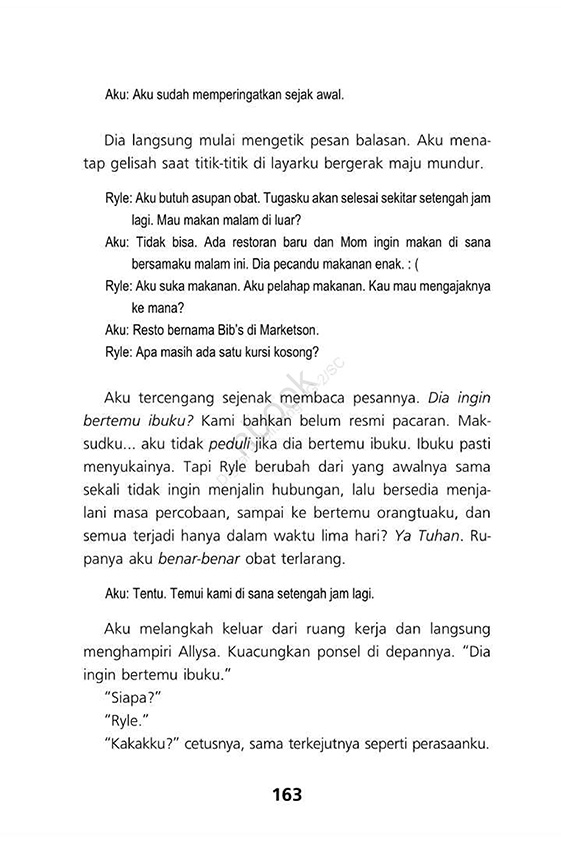 Aku: Aku sudah memperingatkan sejak awal.
Dia langsung mulai mengetik pesan balasan. Aku mena-
tap gelisah saat titik-titik di layarku bergerak maju mundur.
Ryle: Aku butuh asupan obat. Tugasku akan selesai sekitar setengah jam
lagi. Mau makan malam di luar?
Aku: Tidak bisa. Ada restoran baru dan Mom ingin makan di sana
bersamaku malam ini. Dia pecandu makanan enak. : (
Ryle: Aku suka makanan. Aku pelahap makanan. Kau mau mengajaknya
ke mana?
Aku: Resto bernama Bib's di Marketson.
Ryle: Apa masih ada satu kursi kosong?
Aku tercengang sejenak membaca pesannya. Dia ingin
bertemu ibuku? Kami bahkan belum resmi pacaran. Mak-
sudku... aku tidak peduli jika dia bertemu ibuku. Ibuku pasti
menyukainya. Tapi Ryle berubah dari yang awalnya sama
sekali tidak ingin menjalin hubungan, lalu bersedia menja-
lani masa percobaan, sampai ke bertemu orangtuaku, dan
semua terjadi hanya dalam waktu lima hari? Ya Tuhan. Ru-
panya aku benar-benar obat terlarang.
Aku: Tentu. Temui kami di sana setengah jam lagi.
Aku melangkah keluar dari ruang kerja dan langsung
menghampiri Allysa. Kuacungkan ponsel di depannya. "Dia
ingin bertemu ibuku."
"Siapa?"
"Ryle."
"Kakakku?" cetusnya, sama terkejutnya seperti perasaanku.
163